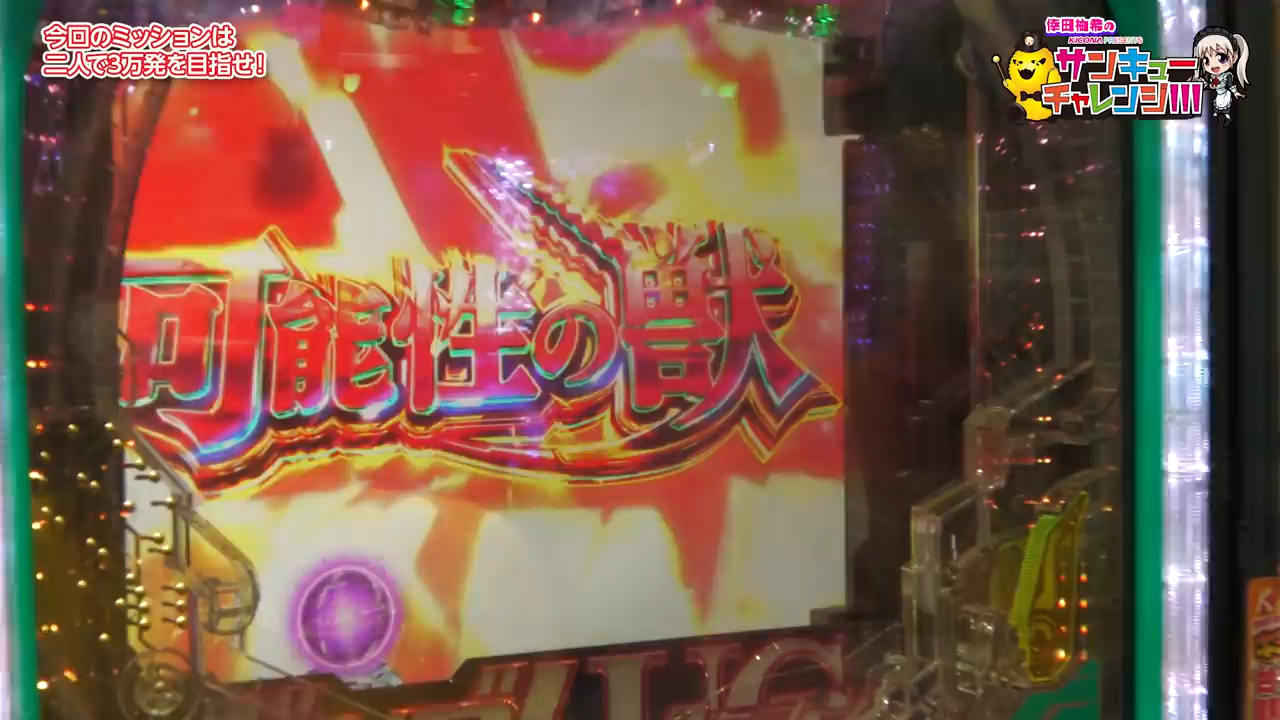 今回のミッションは
二人で3万発を目指せ!
倖田柚希の
KICONA PRESENTS
サンキュー
チャレンジ!!!
可能性の獣
UC